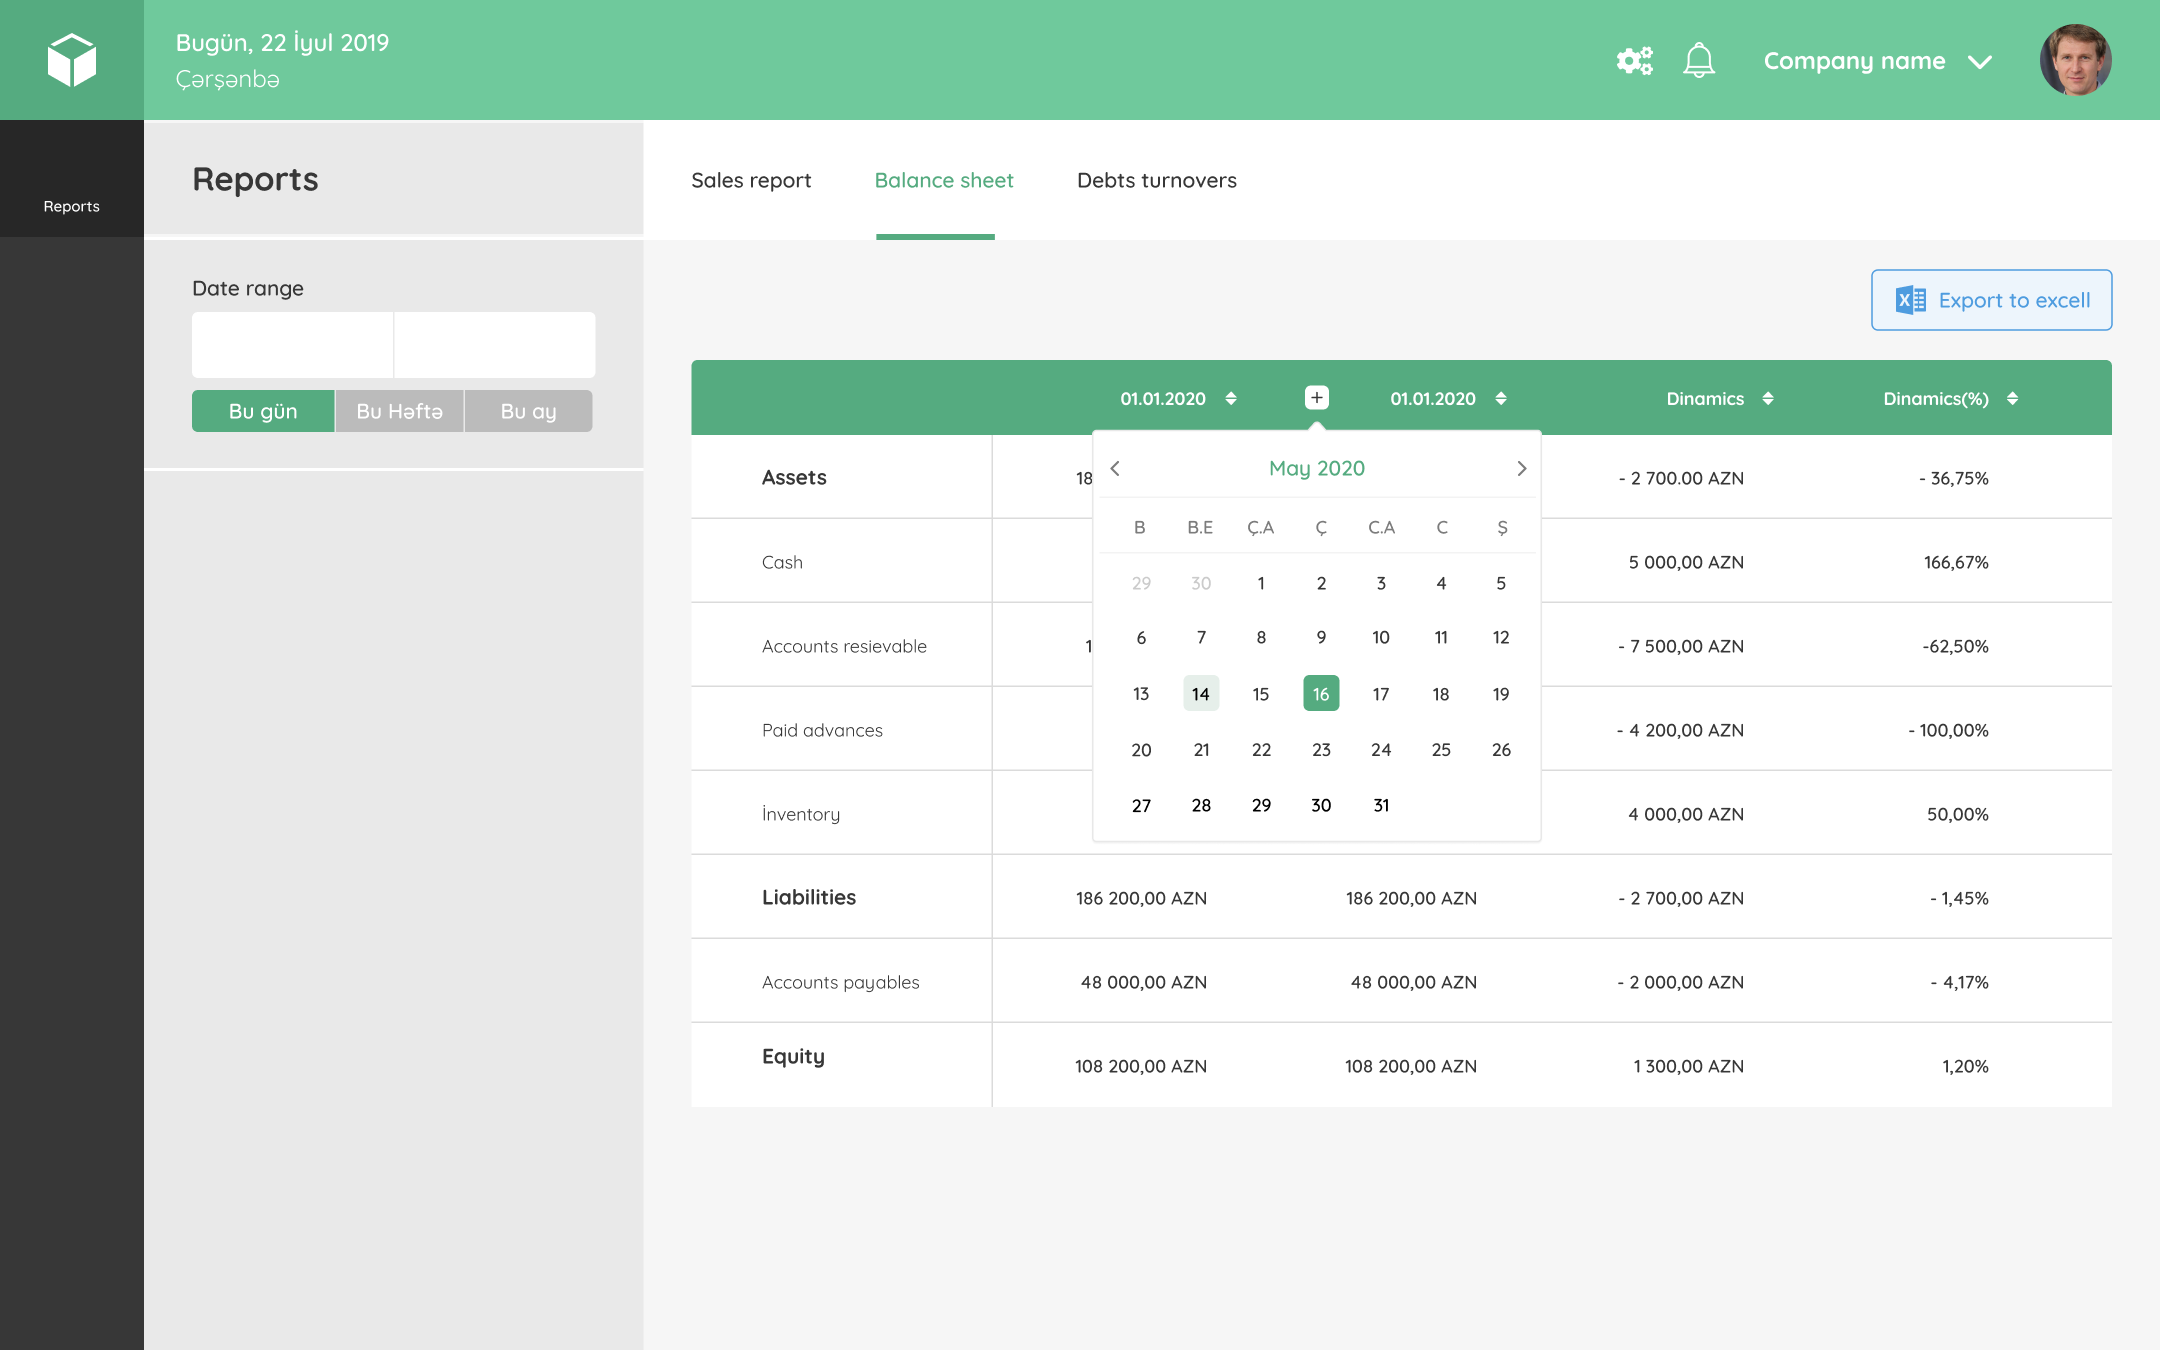 Bugün, 22 İyul 2019
Çərşənbə
Company name
Reports
Reports
Sales report
Balance sheet
Debts turnovers
Date range
Bu gün
Bu Həftə
Bu ay
X
Export to excell
01.01.2020
+
01.01.2020
Dinamics
Dinamics(%)
May 2020
B B.E Ç.A Ç C.A C Ş
29 30 1 2 3 4 5
6 7 8 9 10 11 12
13 14 15 16 17 18 19
20 21 22 23 24 25 26
27 28 29 30 31
Assets 18 - 2 700.00 AZN - 36,75%
Cash 5 000,00 AZN 166,67%
Accounts resievable 1 - 7 500,00 AZN -62,50%
Paid advances - 4 200,00 AZN - 100,00%
İnventory 4 000,00 AZN 50,00%
Liabilities 186 200,00 AZN 186 200,00 AZN - 2 700,00 AZN - 1,45%
Accounts payables 48 000,00 AZN 48 000,00 AZN - 2 000,00 AZN - 4,17%
Equity 108 200,00 AZN 108 200,00 AZN 1 300,00 AZN 1,20%